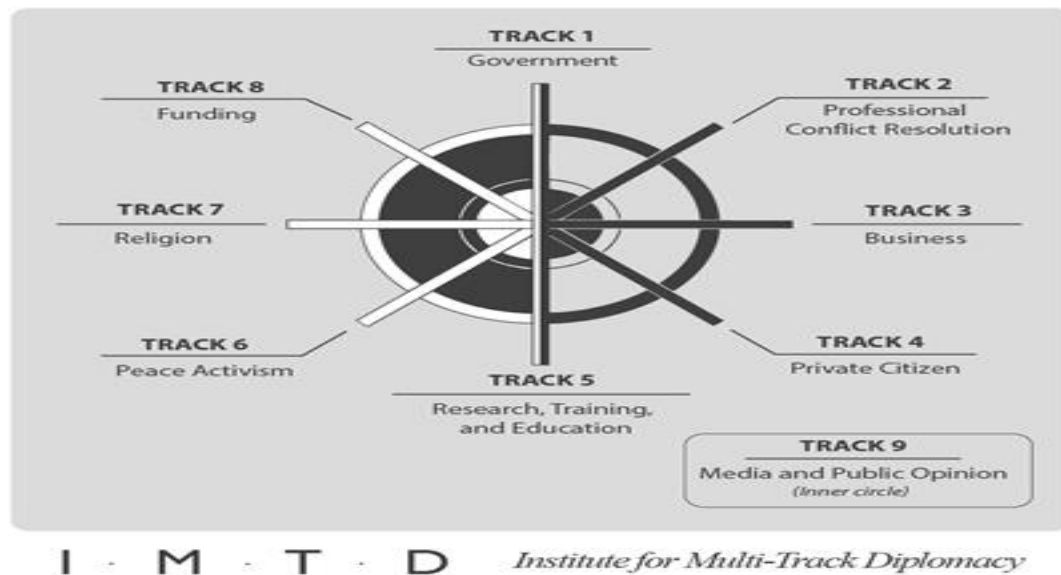 TRACK 1
Government
TRACK 2
Professional
Conflict Resolution
TRACK 3
Business
TRACK 4
Private Citizen
TRACK 5
Research, Training,
and Education
TRACK 6
Peace Activism
TRACK 7
Religion
TRACK 8
Funding
TRACK 9
Media and Public Opinion
(Inner circle)
I · M · T · D Institute for Multi-Track Diplomacy